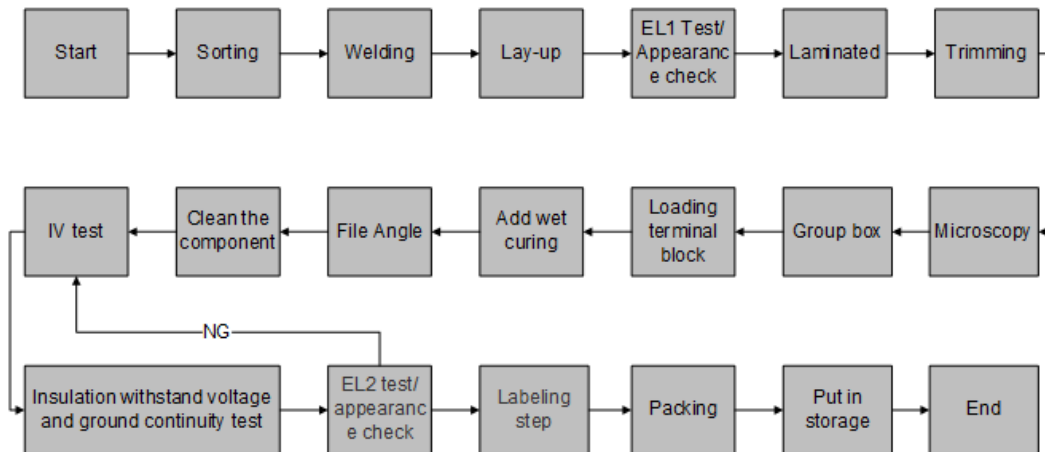 Start
Sorting
Welding
Lay-up
EL1 Test/
Appearanc
e check
Laminated
Trimming
IV test
Clean the
component
File Angle
Add wet
curing
Loading
terminal
block
Group box
Microscopy
NG
Insulation withstand voltage
and ground continuity test
EL2 test/
appearanc
e check
Labeling
step
Packing
Put in
storage
End